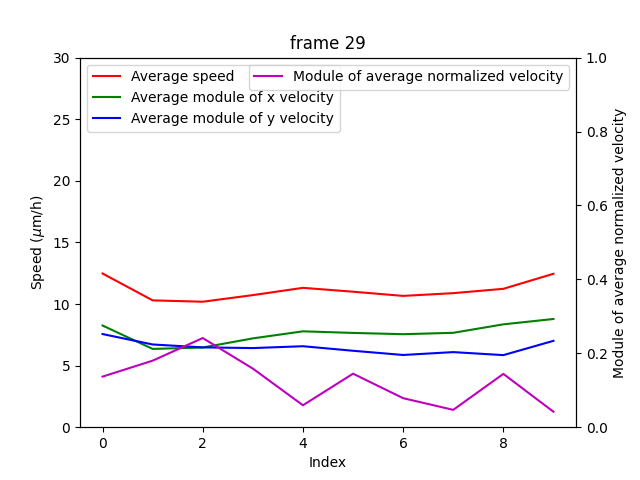 frame 29
30
25
20
15
10
5
0
Speed (μm/h)
Average speed
Average module of x velocity
Average module of y velocity
Module of average normalized velocity
1.0
0.8
0.6
0.4
0.2
0.0
Module of average normalized velocity
0 2 4 6 8
Index